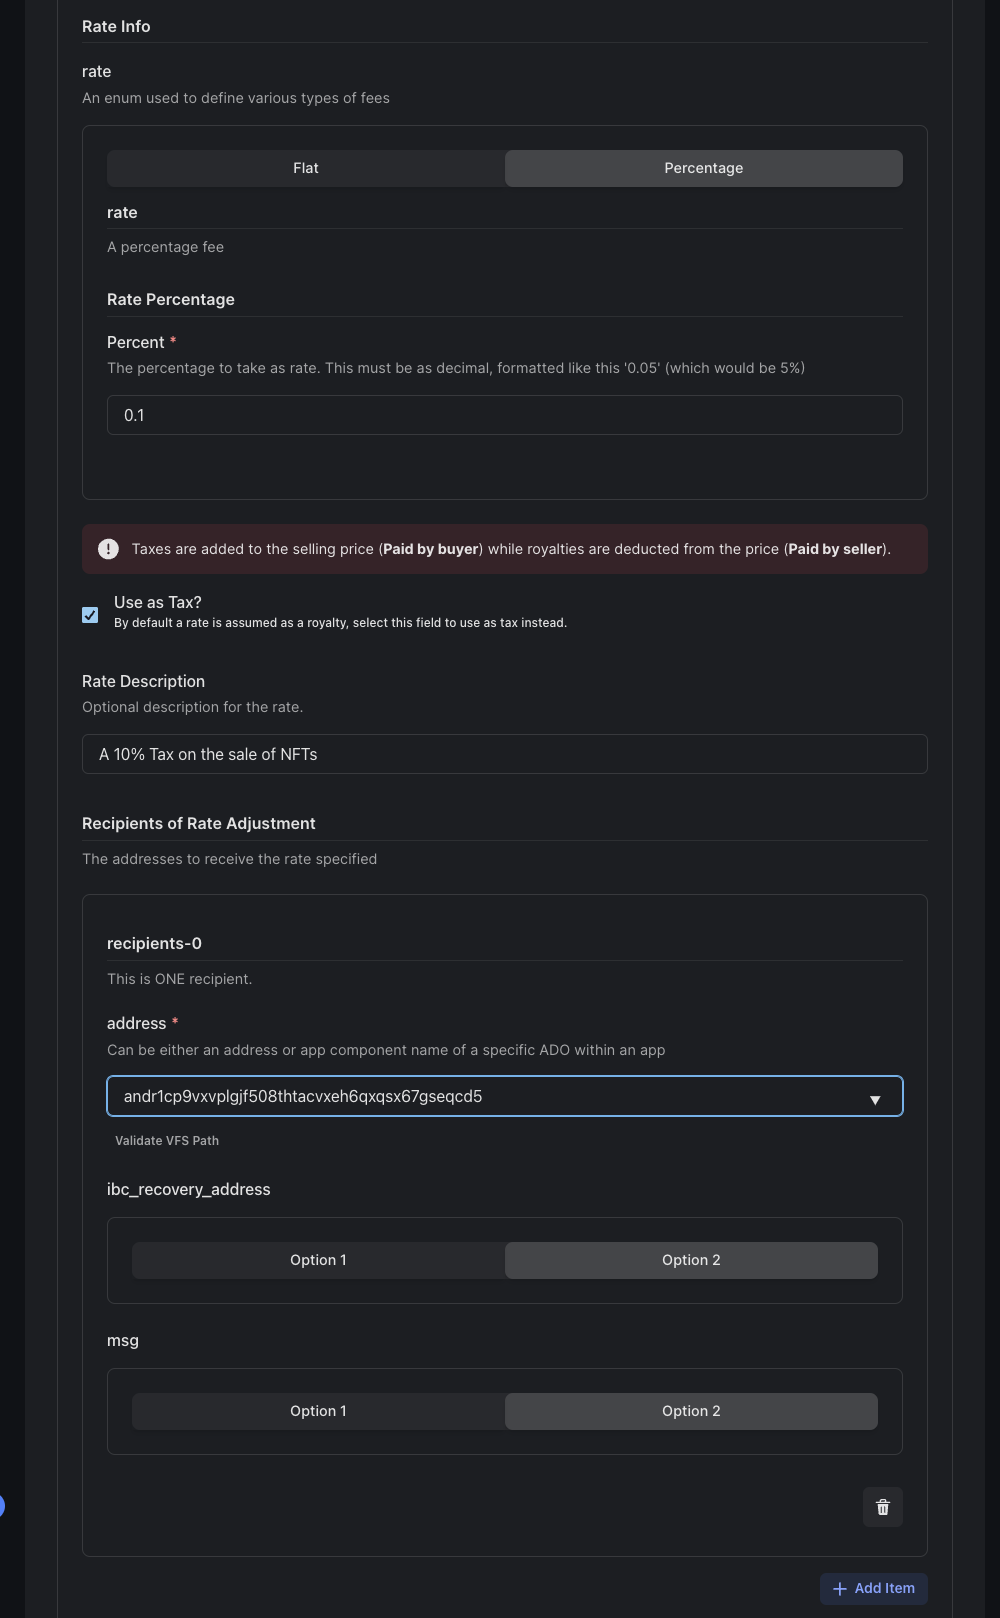 Rate Info
rate
An enum used to define various types of fees
Flat
Percentage
rate
A percentage fee
Rate Percentage
Percent *
The percentage to take as rate. This must be as decimal, formatted like this '0.05' (which would be 5%)
0.1
Taxes are added to the selling price (Paid by buyer) while royalties are deducted from the price (Paid by seller).
Use as Tax?
By default a rate is assumed as a royalty, select this field to use as tax instead.
Rate Description
Optional description for the rate.
A 10% Tax on the sale of NFTs
Recipients of Rate Adjustment
The addresses to receive the rate specified
recipients-0
This is ONE recipient.
address *
Can be either an address or app component name of a specific ADO within an app
andr1cp9vxvplgjf508thtacvxeh6qxqsx67gseqcd5
Validate VFS Path
ibc_recovery_address
Option 1
Option 2
msg
Option 1
Option 2
Add Item